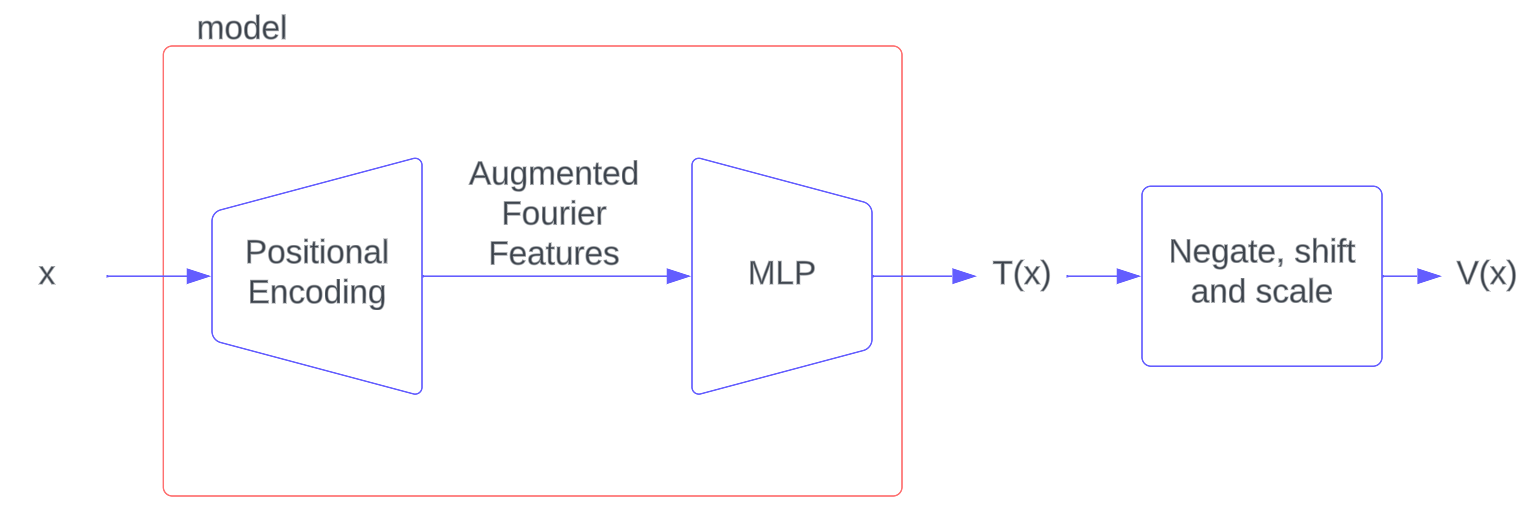 model
x
Positional
Encoding
Augmented
Fourier
Features
MLP
T(x)
Negate, shift
and scale
V(x)